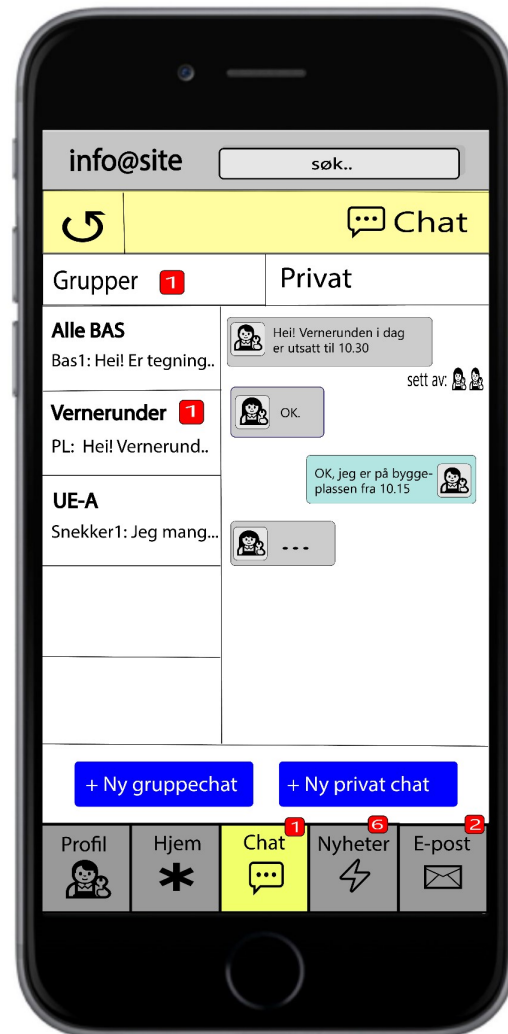 info@site
søk..
Chat
Grupper 1
Privat
Alle BAS
Bas1: Hei! Er tegning..
Vernerunder 1
PL: Hei! Vernerund..
UE-A
Snekker1: Jeg mang...
Hei! Vernerunden i dag
er utsatt til 10.30
sett av:
OK.
OK, jeg er på bygge-
plassen fra 10.15
...
+ Ny gruppechat
+ Ny privat chat
Profil
Hjem
Chat 1
Nyheter 6
E-post 2